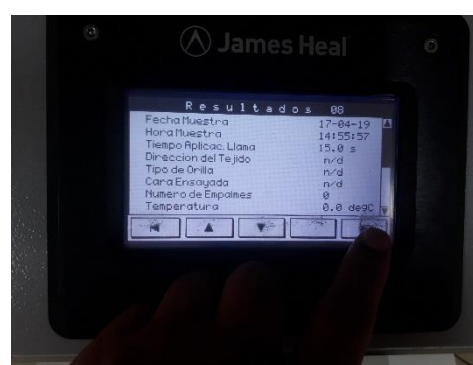 James Heal
Resultados 08
Fecha Muestra 17-04-19
Hora Muestra 14:55:57
Tiempo Aplicac. Llama 15.0 s
Direccion del Tejido n/d
Tipo de Orilla n/d
Cara Ensayada n/d
Numero de Empalmes 0
Temperatura 0.0 degC